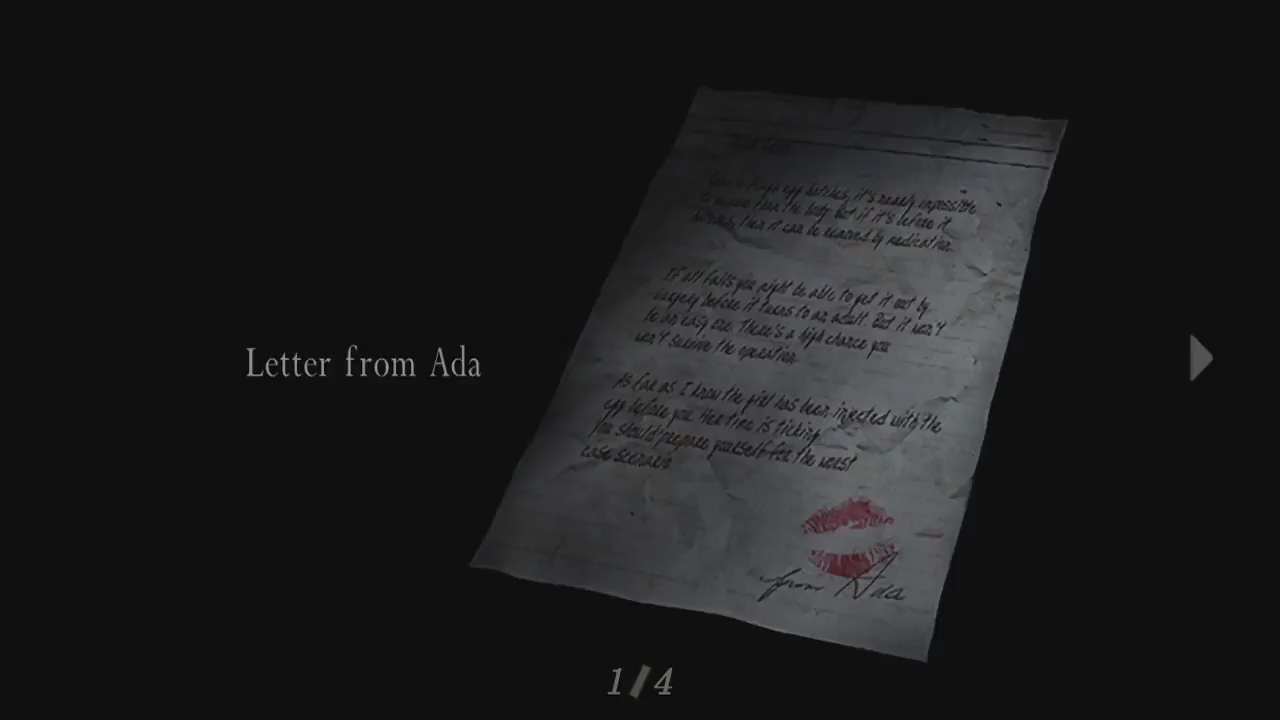 Letter from Ada
egg hatches, it's nearly impossible
to remove from the body. But if it's before it
hatches, then it can be removed by medication.
If all fails you might be able to get it out by
surgery before it turns to an adult. But it won't
be an easy one. There's a high chance you
won't survive the operation.
As far as I know the girl has been injected with the
egg before you. Her time is ticking
You should prepare yourself for the worst
case scenario
from Ada
1/4